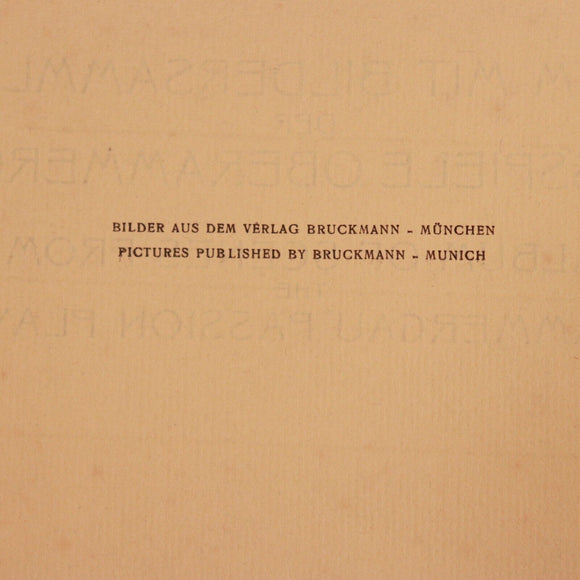 BILDER AUS DEM VERLAG BRUCKMANN - MÜNCHEN
PICTURES PUBLISHED BY BRUCKMANN - MUNICH